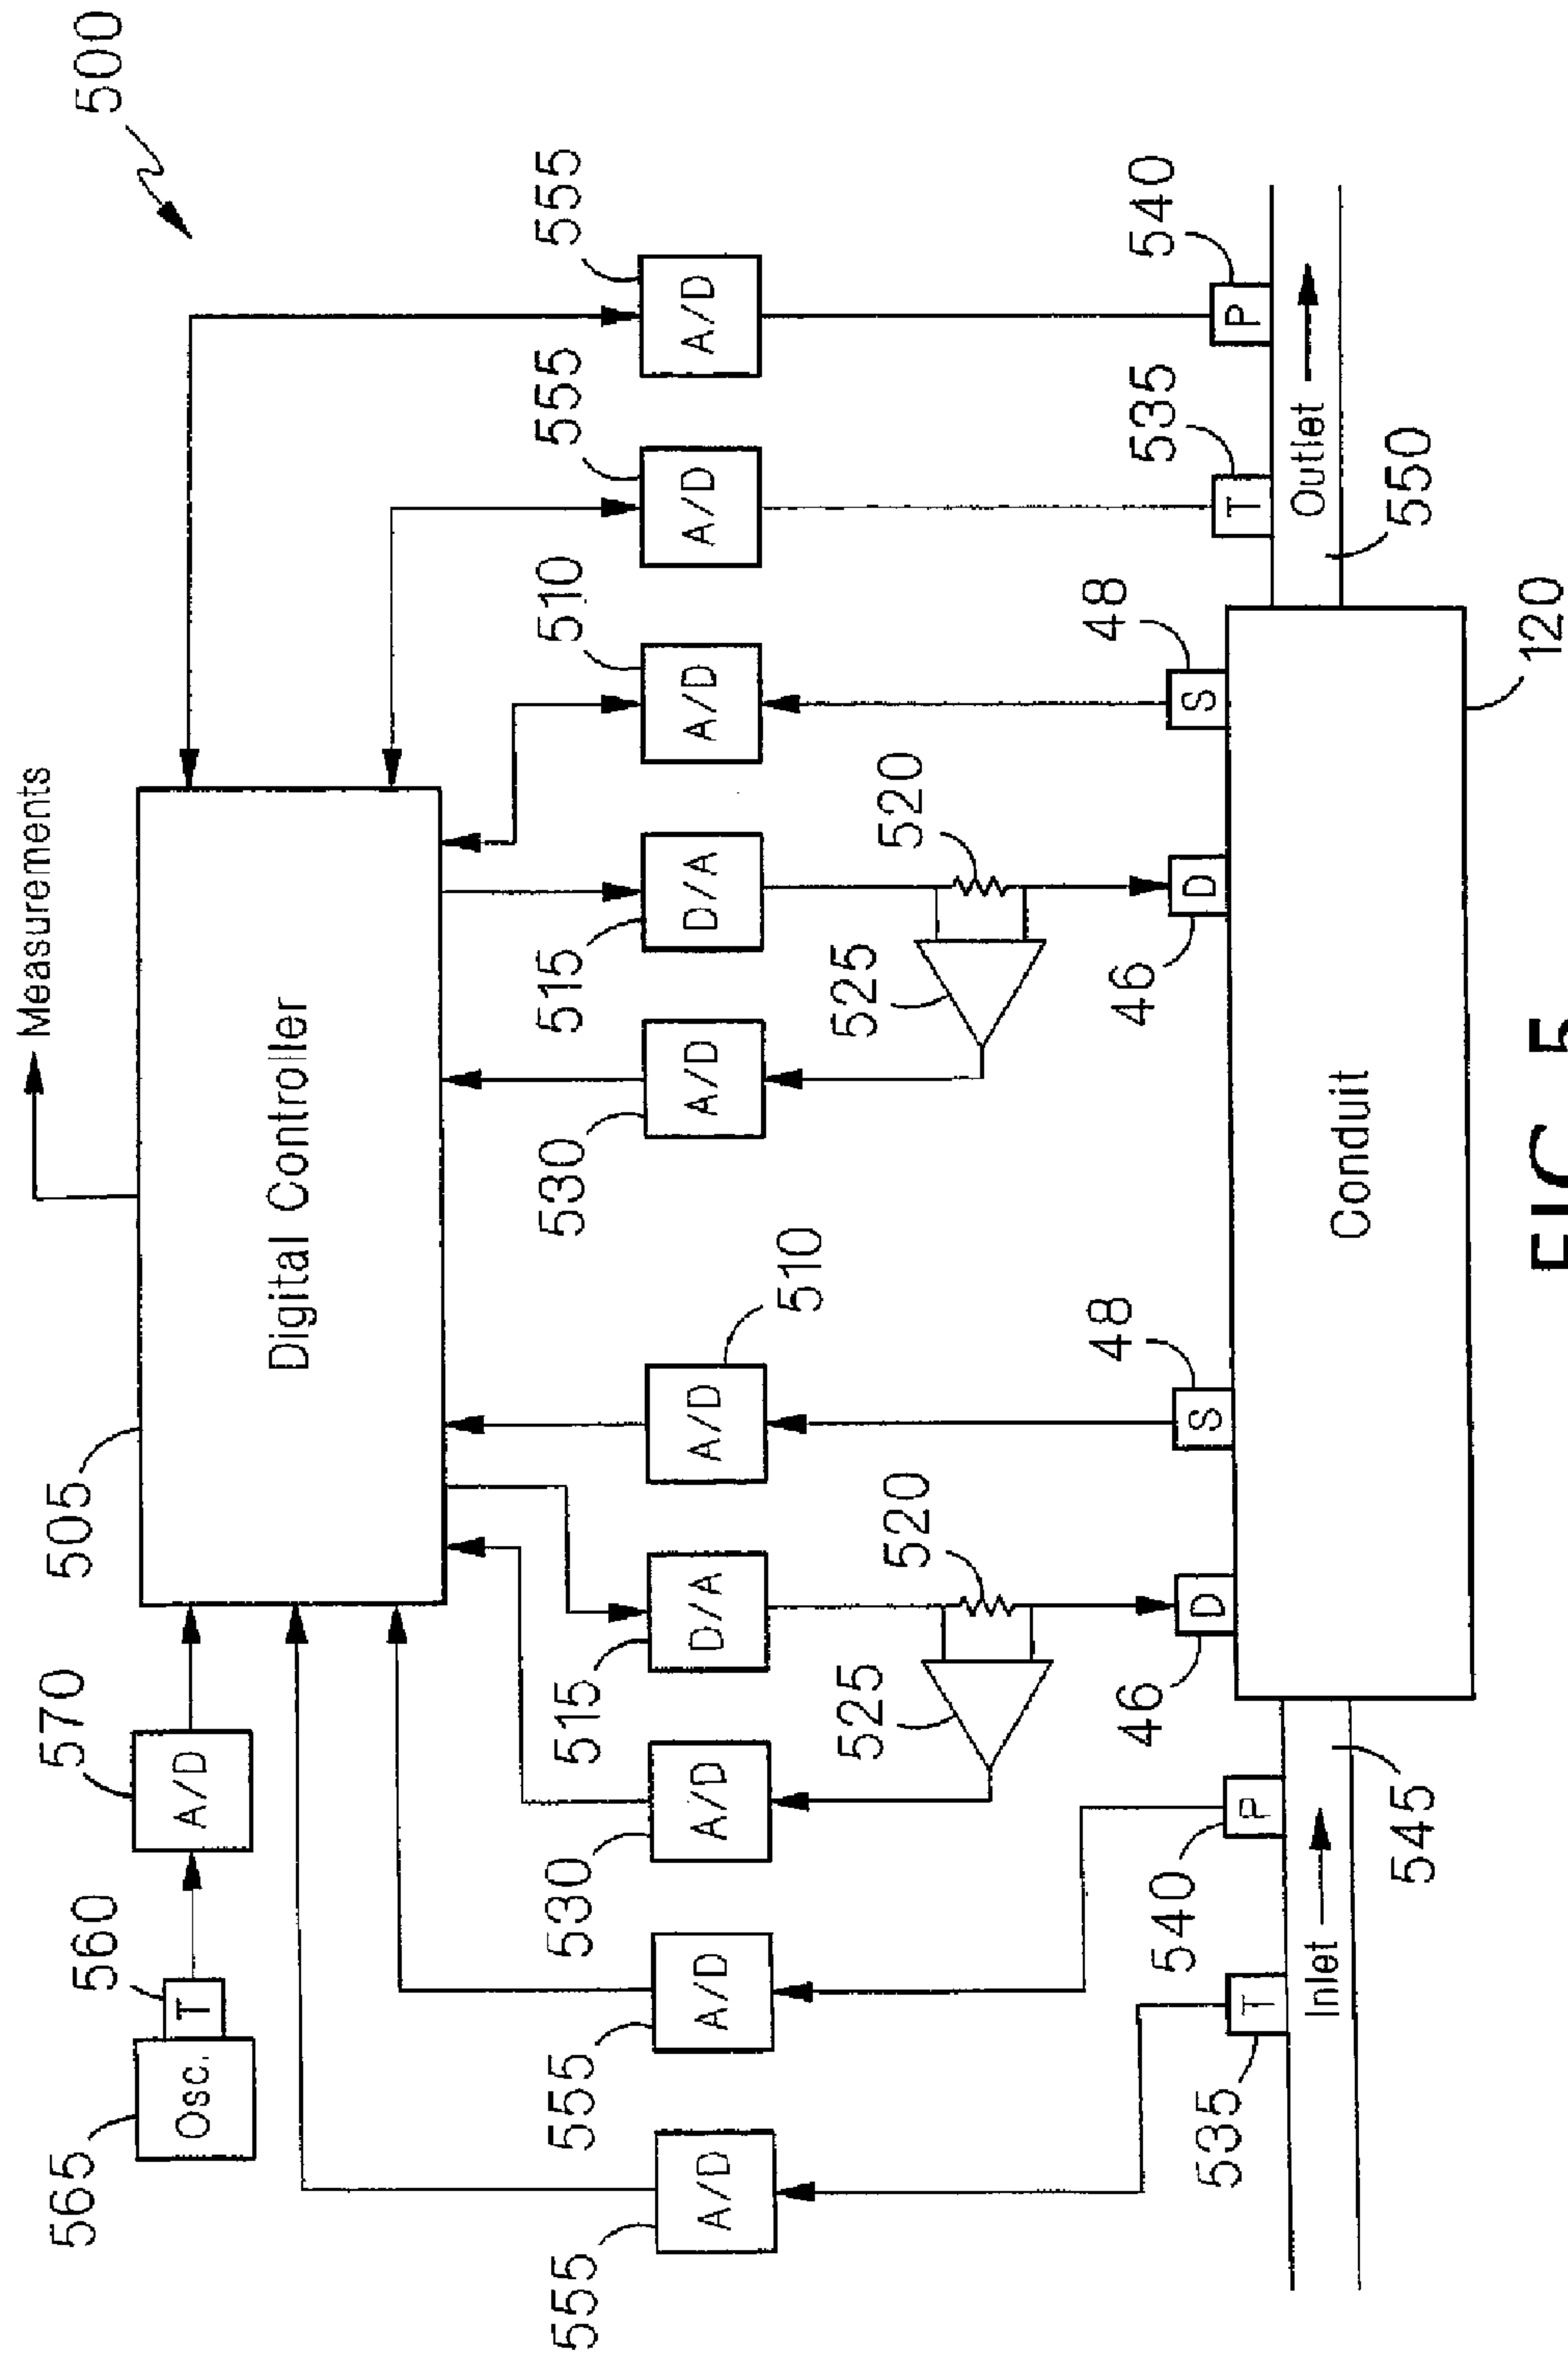 500
Measurements
505
Digital Controller
565
Osc.
560
T
570
A/D
555
A/D
555
A/D
530
A/D
515
D/A
510
A/D
530
A/D
515
D/A
510
A/D
555
A/D
555
A/D
525
520
525
520
535
T
540
P
46
D
48
S
46
D
48
S
535
T
540
P
Inlet
545
Conduit
120
Outlet
550
FIG. 5